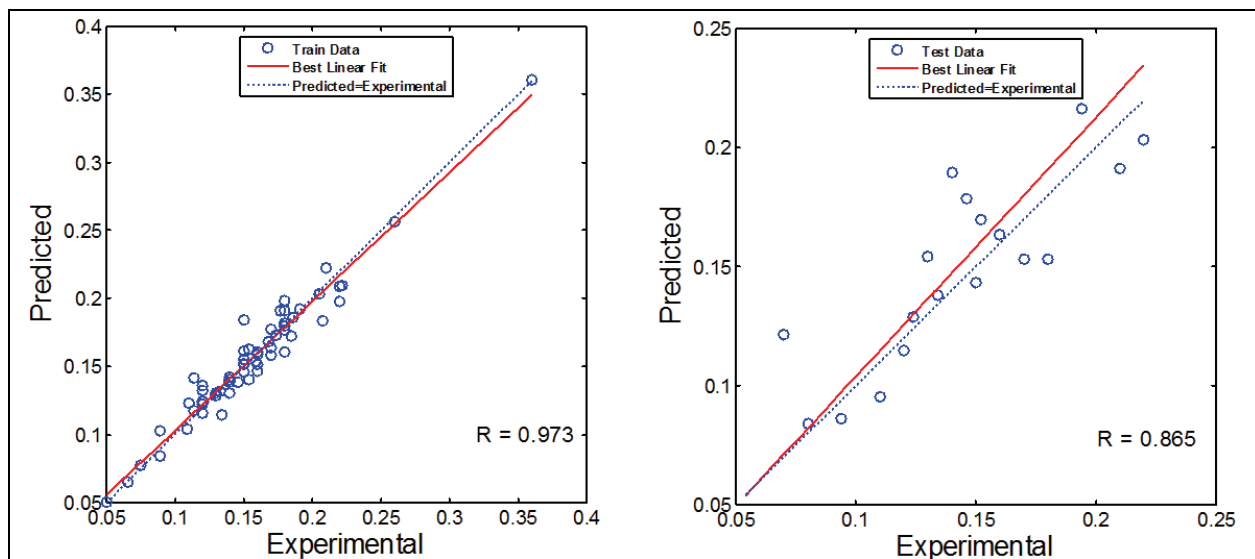 Train Data
Best Linear Fit
Predicted=Experimental
0.4
0.35
0.3
0.25
0.2
0.15
0.1
0.05
Predicted
R = 0.973
0.05 0.1 0.15 0.2 0.25 0.3 0.35 0.4
Experimental
Test Data
Best Linear Fit
Predicted=Experimental
0.25
0.2
0.15
0.1
0.05
Predicted
R = 0.865
0.05 0.1 0.15 0.2 0.25
Experimental